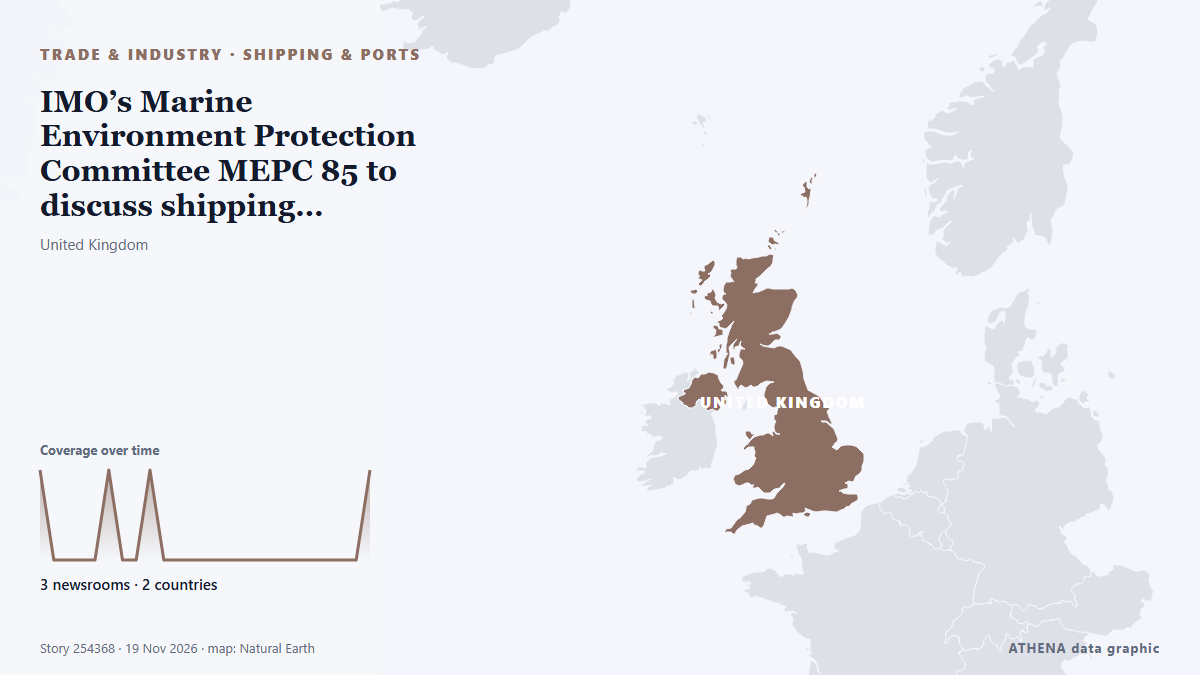 TRADE & INDUSTRY · SHIPPING & PORTS
IMO’s Marine
Environment Protection
Committee MEPC 85 to
discuss shipping...
United Kingdom
UNITED KINGDOM
Coverage over time
3 newsrooms · 2 countries
Story 254368 · 19 Nov 2026 · map: Natural Earth
ATHENA data graphic